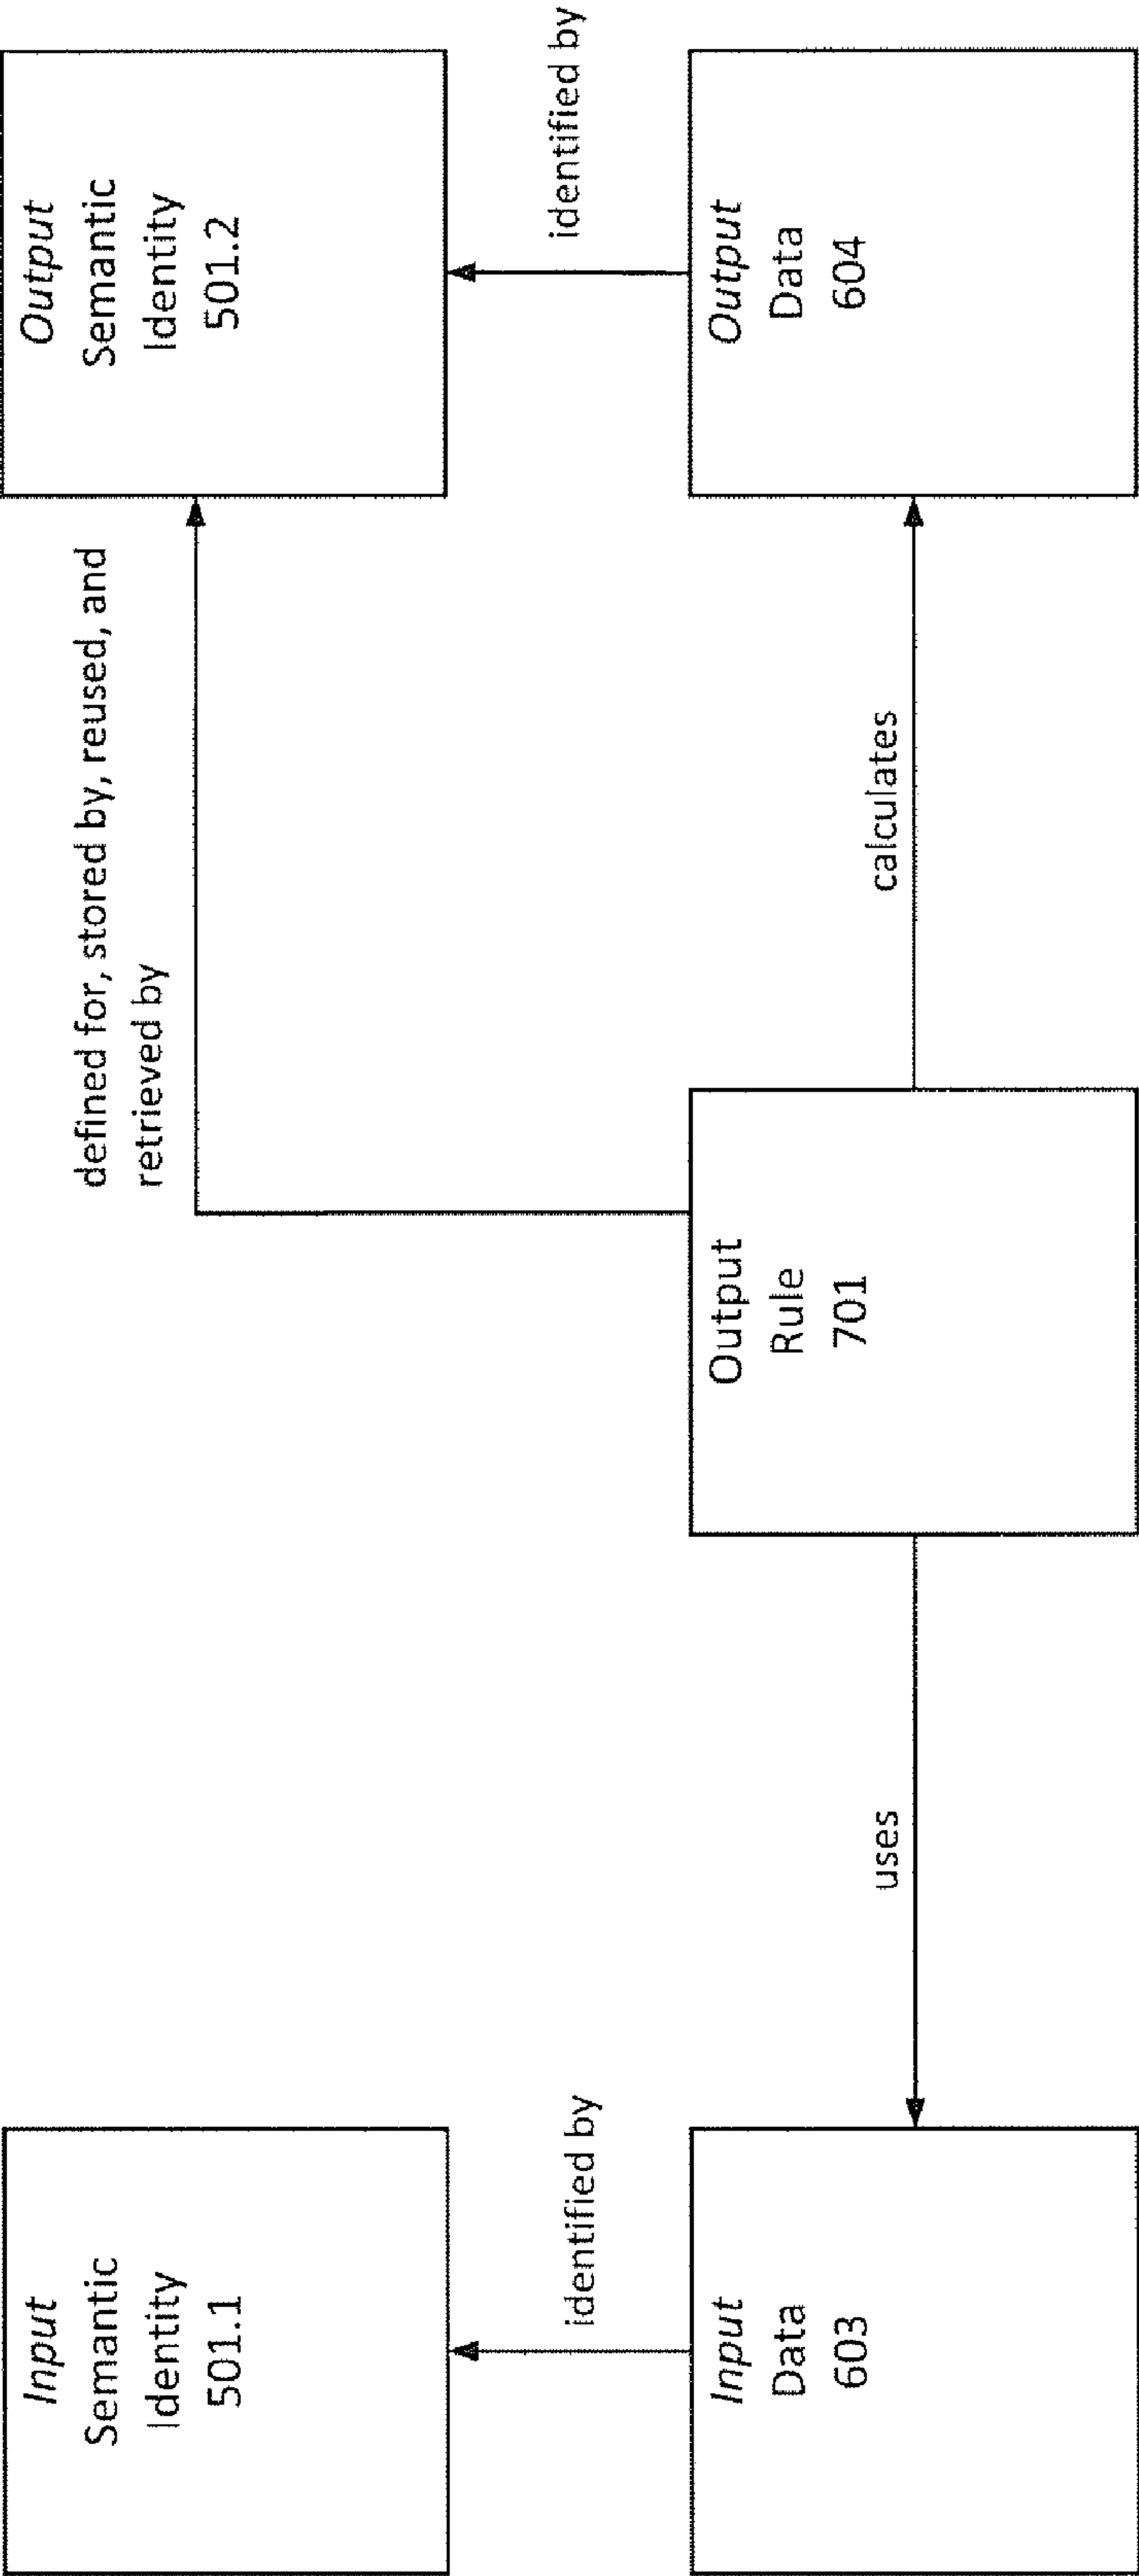 Input
Semantic
Identity
501.1
defined for, stored by, reused, and
retrieved by
Output
Semantic
Identity
501.2
identified by
identified by
Input
Data
603
uses
Output
Rule
701
calculates
Output
Data
604